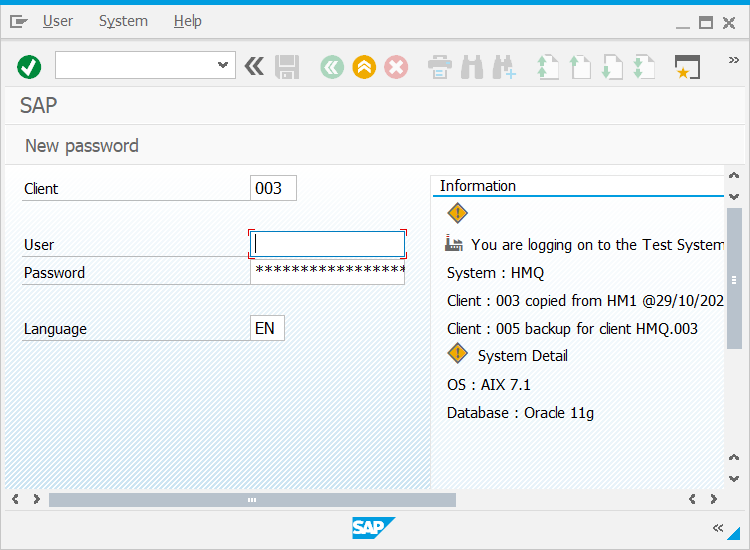 User System Help
SAP
New password
Client 003
User
Password *****************
Language EN
Information
You are logging on to the Test System
System : HMQ
Client : 003 copied from HM1 @29/10/202
Client : 005 backup for client HMQ.003
System Detail
OS : AIX 7.1
Database : Oracle 11g
SAP